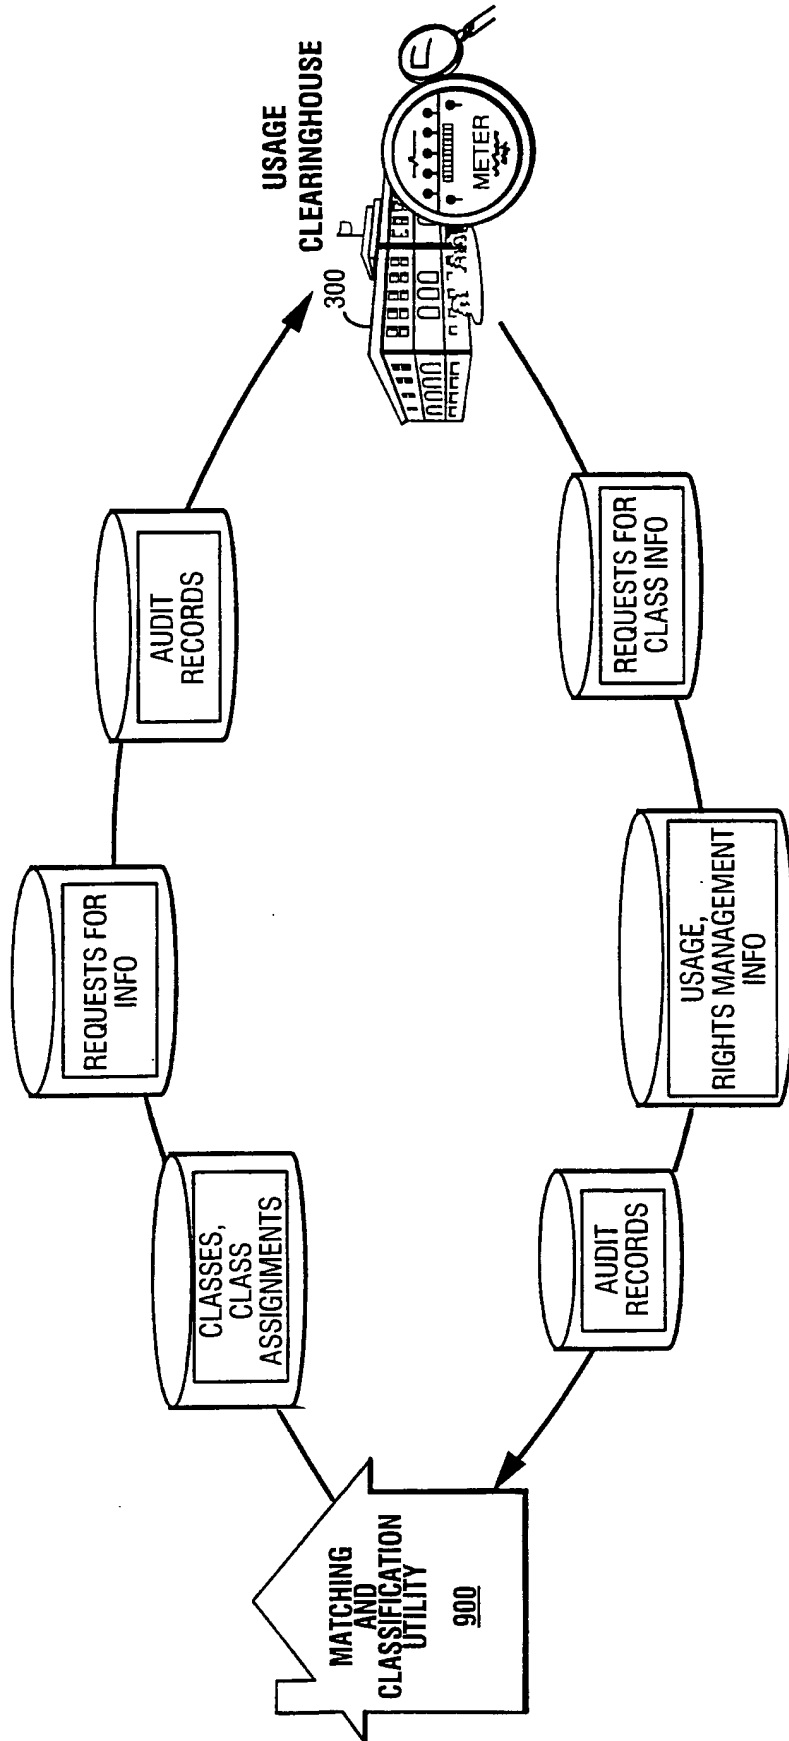 MATCHING
AND
CLASSIFICATION
UTILITY
900
CLASSES,
CLASS
ASSIGNMENTS
REQUESTS FOR
INFO
AUDIT
RECORDS
USAGE
CLEARINGHOUSE
300
METER
REQUESTS FOR
CLASS INFO
USAGE,
RIGHTS MANAGEMENT
INFO
AUDIT
RECORDS